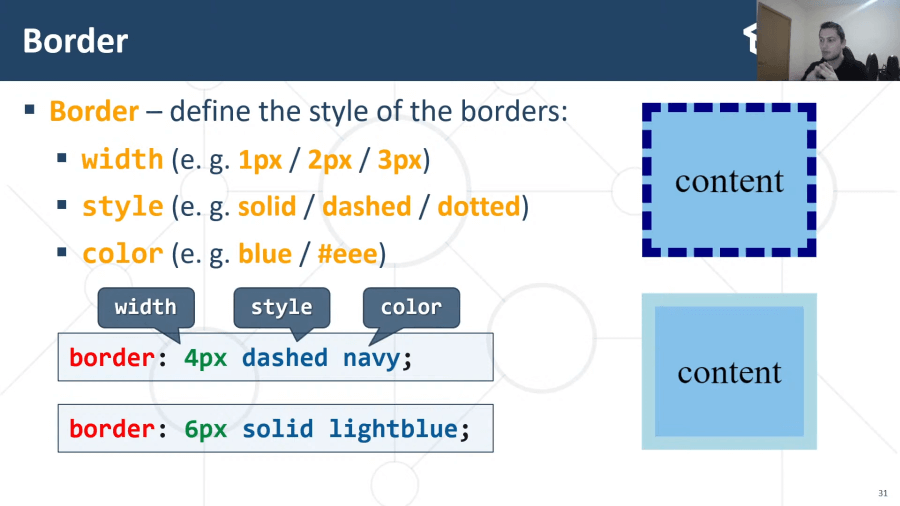 Border
▪ Border – define the style of the borders:
▪ width (e. g. 1px / 2px / 3px)
▪ style (e. g. solid / dashed / dotted)
▪ color (e. g. blue / #eee)
width style color
border: 4px dashed navy;
border: 6px solid lightblue;
content
content
31